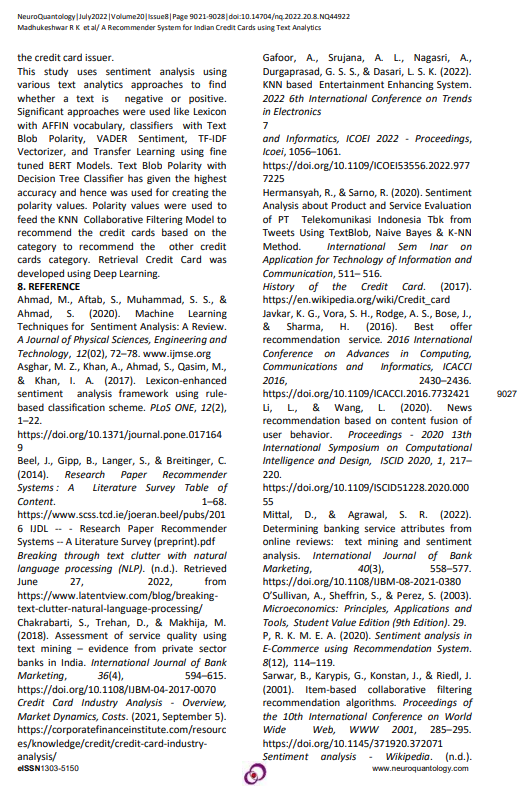 NeuroQuantology|July2022|Volume20|Issue8|Page 9021-9028|doi:10.14704/nq.2022.20.8.NQ44922
Madhukeshwar R K et al/ A Recommender System for Indian Credit Cards using Text Analytics
the credit card issuer.
This study uses sentiment analysis using
various text analytics approaches to find
whether a text is negative or positive.
Significant approaches were used like Lexicon
with AFFIN vocabulary, classifiers with Text
Blob Polarity, VADER Sentiment, TF-IDF
Vectorizer, and Transfer Learning using fine
tuned BERT Models. Text Blob Polarity with
Decision Tree Classifier has given the highest
accuracy and hence was used for creating the
polarity values. Polarity values were used to
feed the KNN Collaborative Filtering Model to
recommend the credit cards based on the
category to recommend the other credit
cards category. Retrieval Credit Card was
developed using Deep Learning.
8. REFERENCE
Ahmad, M., Aftab, S., Muhammad, S. S., &
Ahmad, S. (2020). Machine Learning
Techniques for Sentiment Analysis: A Review.
A Journal of Physical Sciences, Engineering and
Technology, 12(02), 72–78. www.ijmse.org
Asghar, M. Z., Khan, A., Ahmad, S., Qasim, M.,
& Khan, I. A. (2017). Lexicon-enhanced
sentiment analysis framework using rule-
based classification scheme. PLoS ONE, 12(2),
1–22.
https://doi.org/10.1371/journal.pone.017164
9
Beel, J., Gipp, B., Langer, S., & Breitinger, C.
(2014). Research Paper Recommender
Systems : A Literature Survey Table of
Content. 1–68.
https://www.scss.tcd.ie/joeran.beel/pubs/201
6 IJDL -- - Research Paper Recommender
Systems -- A Literature Survey (preprint).pdf
Breaking through text clutter with natural
language processing (NLP). (n.d.). Retrieved
June 27, 2022, from
https://www.latentview.com/blog/breaking-
text-clutter-natural-language-processing/
Chakrabarti, S., Trehan, D., & Makhija, M.
(2018). Assessment of service quality using
text mining – evidence from private sector
banks in India. International Journal of Bank
Marketing, 36(4), 594–615.
https://doi.org/10.1108/IJBM-04-2017-0070
Credit Card Industry Analysis - Overview,
Market Dynamics, Costs. (2021, September 5).
https://corporatefinanceinstitute.com/resourc
es/knowledge/credit/credit-card-industry-
analysis/
Gafoor, A., Srujana, A. L., Nagasri, A.,
Durgaprasad, G. S. S., & Dasari, L. S. K. (2022).
KNN based Entertainment Enhancing System.
2022 6th International Conference on Trends
in Electronics
7
and Informatics, ICOEI 2022 - Proceedings,
Icoei, 1056–1061.
https://doi.org/10.1109/ICOEI53556.2022.977
7225
Hermansyah, R., & Sarno, R. (2020). Sentiment
Analysis about Product and Service Evaluation
of PT Telekomunikasi Indonesia Tbk from
Tweets Using TextBlob, Naive Bayes & K-NN
Method. International Sem Inar on
Application for Technology of Information and
Communication, 511– 516.
History of the Credit Card. (2017).
https://en.wikipedia.org/wiki/Credit_card
Javkar, K. G., Vora, S. H., Rodge, A. S., Bose, J.,
& Sharma, H. (2016). Best offer
recommendation service. 2016 International
Conference on Advances in Computing,
Communications and Informatics, ICACCI
2016, 2430–2436.
https://doi.org/10.1109/ICACCI.2016.7732421
Li, L., & Wang, L. (2020). News
recommendation based on content fusion of
user behavior. Proceedings - 2020 13th
International Symposium on Computational
Intelligence and Design, ISCID 2020, 1, 217–
220.
https://doi.org/10.1109/ISCID51228.2020.000
55
Mittal, D., & Agrawal, S. R. (2022).
Determining banking service attributes from
online reviews: text mining and sentiment
analysis. International Journal of Bank
Marketing, 40(3), 558–577.
https://doi.org/10.1108/IJBM-08-2021-0380
O’Sullivan, A., Sheffrin, S., & Perez, S. (2003).
Microeconomics: Principles, Applications and
Tools, Student Value Edition (9th Edition). 29.
P, R. K. M. E. A. (2020). Sentiment analysis in
E-Commerce using Recommendation System.
8(12), 114–119.
Sarwar, B., Karypis, G., Konstan, J., & Riedl, J.
(2001). Item-based collaborative filtering
recommendation algorithms. Proceedings of
the 10th International Conference on World
Wide Web, WWW 2001, 285–295.
https://doi.org/10.1145/371920.372071
Sentiment analysis - Wikipedia. (n.d.).
9027
eISSN1303-5150
www.neuroquantology.com